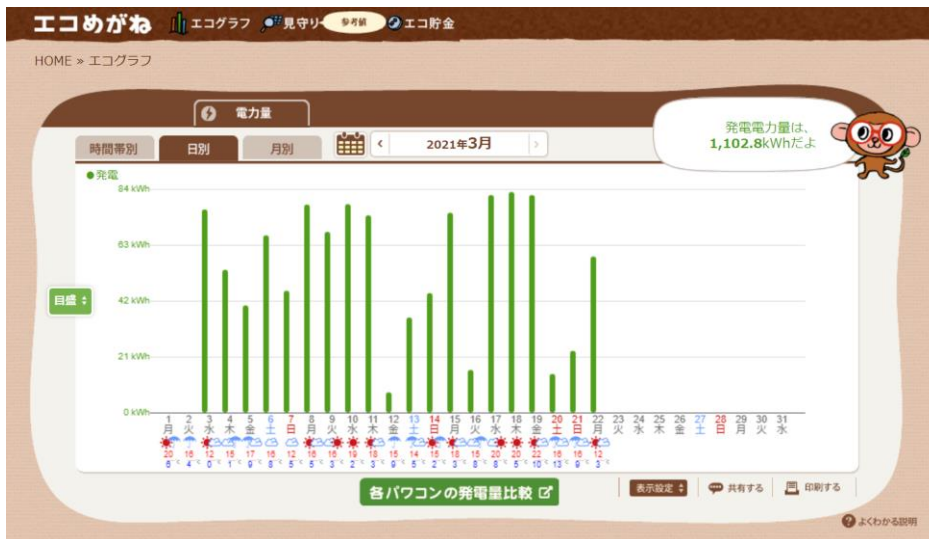 エコめがね エコグラフ 見守り 参考値 エコ貯金
HOME » エコグラフ
電力量
発電電力量は、
1,102.8kWhだよ
時間帯別 日別 月別 2021年3月
●発電
84 kWh
63 kWh
目盛
42 kWh
21 kWh
0 kWh
1 2 3 4 5 6 7 8 9 10 11 12 13 14 15 16 17 18 19 20 21 22 23 24 25 26 27 28 29 30 31
月 火 水 木 金 土 日 月 火 水 木 金 土 日 月 火 水 木 金 土 日 月 火 水 木 金 土 日 月 火 水
各パワコンの発電量比較
表示設定 共有する 印刷する
よくわかる説明